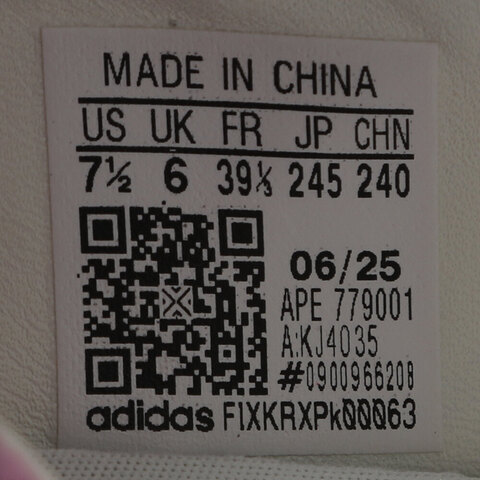 MADE IN CHINA
US UK FR JP CHN
7½ 6 39⅓ 245 240
06/25
APE 779001
A:KJ4035
#0900966208
adidas FIXKRXPk00063